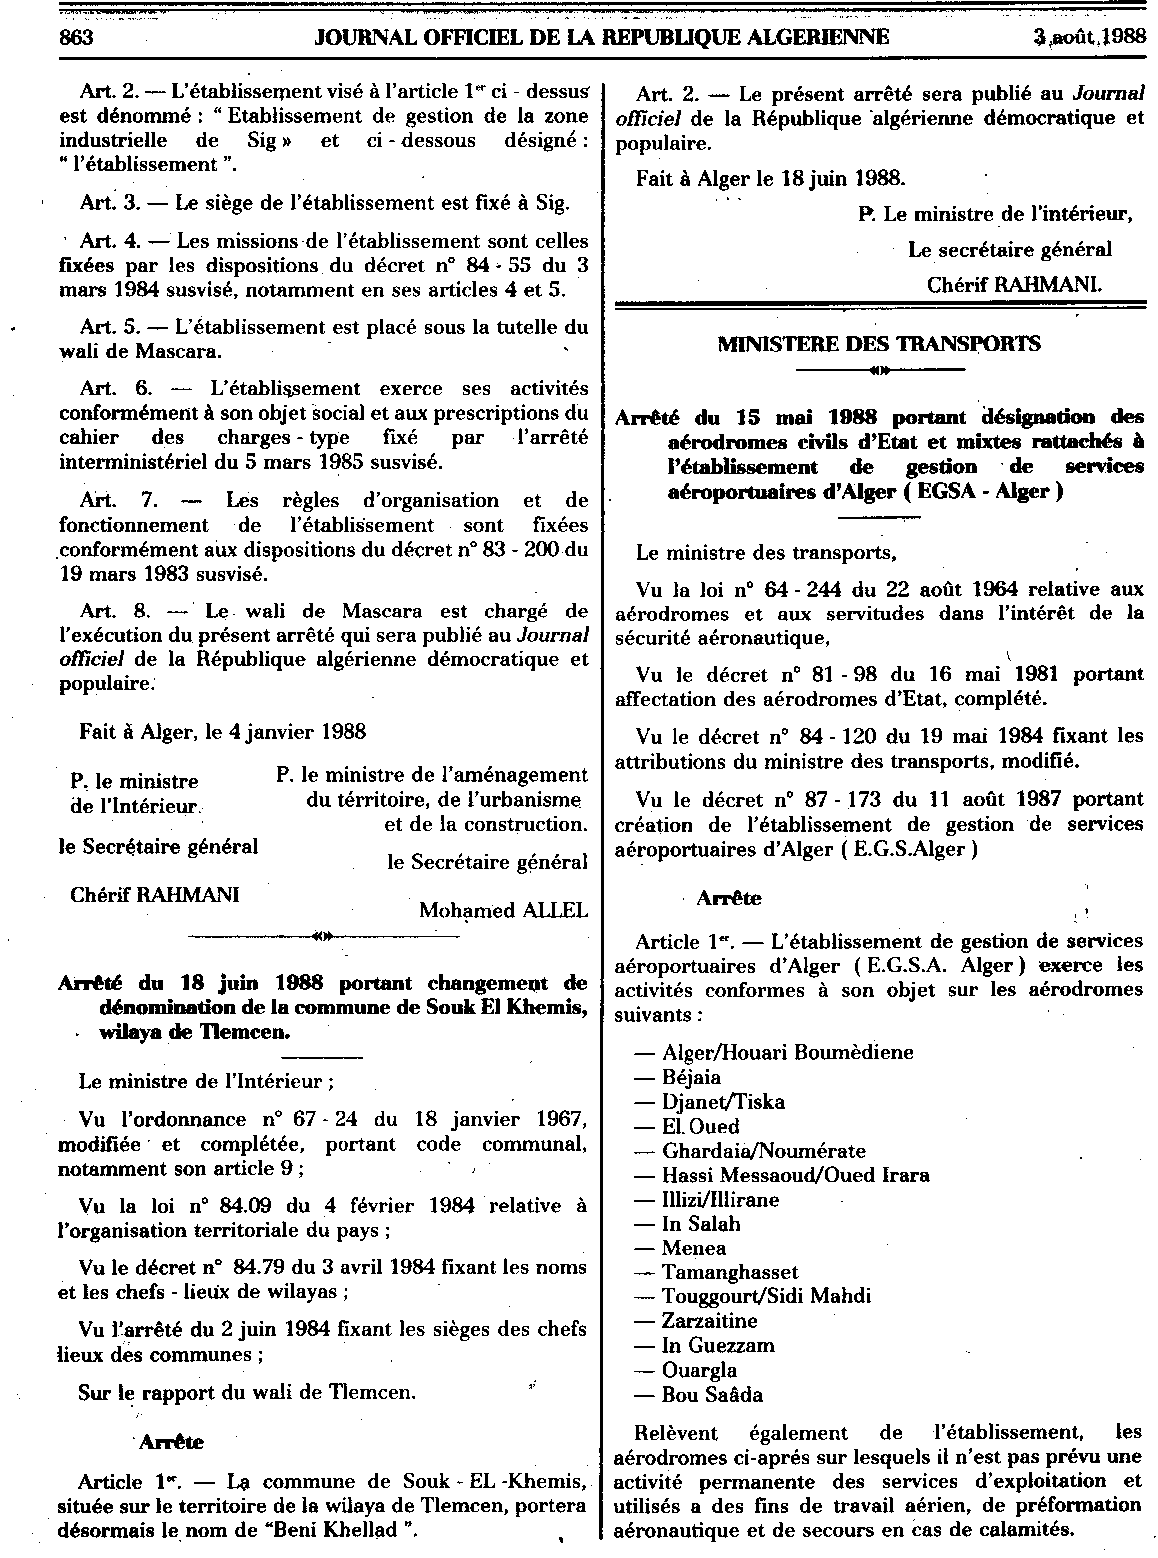 863 JOURNAL OFFICIEL DE LA REPUBLIQUE ALGERIENNE 3 août 1988
Art. 2. — L'établissement visé à l'article 1er ci - dessus
est dénommé : “ Etablissement de gestion de la zone
industrielle de Sig » et ci - dessous désigné :
“ l'établissement ”.
Art. 3. — Le siège de l'établissement est fixé à Sig.
Art. 4. — Les missions de l'établissement sont celles
fixées par les dispositions du décret n° 84 - 55 du 3
mars 1984 susvisé, notamment en ses articles 4 et 5.
Art. 5. — L'établissement est placé sous la tutelle du
wali de Mascara.
Art. 6. — L'établissement exerce ses activités
conformément à son objet social et aux prescriptions du
cahier des charges - type fixé par l'arrêté
interministériel du 5 mars 1985 susvisé.
Art. 7. — Les règles d'organisation et de
fonctionnement de l'établissement sont fixées
conformément aux dispositions du décret n° 83 - 200 du
19 mars 1983 susvisé.
Art. 8. — Le wali de Mascara est chargé de
l'exécution du présent arrêté qui sera publié au Journal
officiel de la République algérienne démocratique et
populaire.
Fait à Alger, le 4 janvier 1988
P. le ministre
de l'Intérieur.
le Secrétaire général
Chérif RAHMANI
P. le ministre de l'aménagement
du térritoire, de l'urbanisme
et de la construction.
le Secrétaire général
Mohamed ALLEL
Arrêté du 18 juin 1988 portant changement de
dénomination de la commune de Souk El Khemis,
wilaya de Tlemcen.
Le ministre de l'Intérieur ;
Vu l'ordonnance n° 67 - 24 du 18 janvier 1967,
modifiée et complétée, portant code communal,
notamment son article 9 ;
Vu la loi n° 84.09 du 4 février 1984 relative à
l'organisation territoriale du pays ;
Vu le décret n° 84.79 du 3 avril 1984 fixant les noms
et les chefs - lieux de wilayas ;
Vu l'arrêté du 2 juin 1984 fixant les sièges des chefs
lieux des communes ;
Sur le rapport du wali de Tlemcen.
Arrête
Article 1er. — La commune de Souk - EL -Khemis,
située sur le territoire de la wilaya de Tlemcen, portera
désormais le nom de “Beni Khellad ”.
Art. 2. — Le présent arrêté sera publié au Journal
officiel de la République algérienne démocratique et
populaire.
Fait à Alger le 18 juin 1988.
P. Le ministre de l'intérieur,
Le secrétaire général
Chérif RAHMANI.
MINISTERE DES TRANSPORTS
Arrêté du 15 mai 1988 portant désignation des
aérodromes civils d'Etat et mixtes rattachés à
l'établissement de gestion de services
aéroportuaires d'Alger ( EGSA - Alger )
Le ministre des transports,
Vu la loi n° 64 - 244 du 22 août 1964 relative aux
aérodromes et aux servitudes dans l'intérêt de la
sécurité aéronautique,
Vu le décret n° 81 - 98 du 16 mai 1981 portant
affectation des aérodromes d'Etat, complété.
Vu le décret n° 84 - 120 du 19 mai 1984 fixant les
attributions du ministre des transports, modifié.
Vu le décret n° 87 - 173 du 11 août 1987 portant
création de l'établissement de gestion de services
aéroportuaires d'Alger ( E.G.S.Alger )
Arrête
Article 1er. — L'établissement de gestion de services
aéroportuaires d'Alger ( E.G.S.A. Alger ) exerce les
activités conformes à son objet sur les aérodromes
suivants :
— Alger/Houari Boumèdiene
— Béjaia
— Djanet/Tiska
— El Oued
— Ghardaia/Noumérate
— Hassi Messaoud/Oued Irara
— Illizi/Illirane
— In Salah
— Menea
— Tamanghasset
— Touggourt/Sidi Mahdi
— Zarzaitine
— In Guezzam
— Ouargla
— Bou Saâda
Relèvent également de l'établissement, les
aérodromes ci-aprés sur lesquels il n'est pas prévu une
activité permanente des services d'exploitation et
utilisés a des fins de travail aérien, de préformation
aéronautique et de secours en cas de calamités.